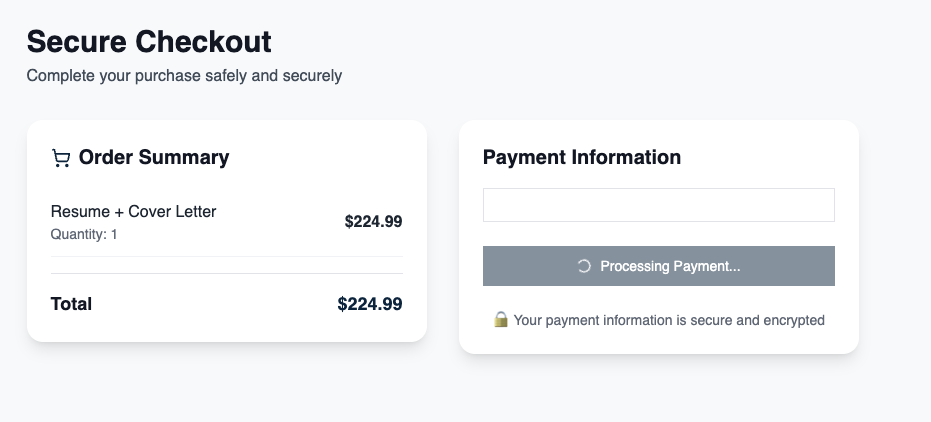 Secure Checkout
Complete your purchase safely and securely
Order Summary
Resume + Cover Letter
Quantity: 1
$224.99
Total
$224.99
Payment Information
Processing Payment...
🔒 Your payment information is secure and encrypted